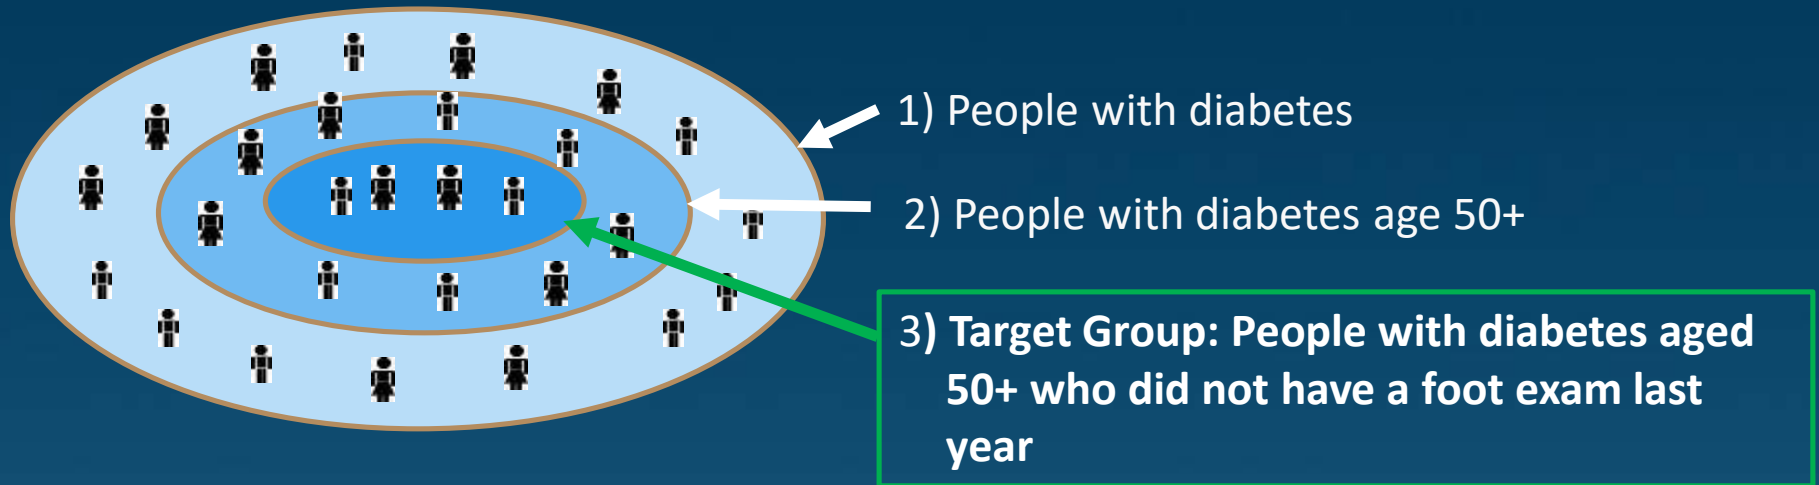 1) People with diabetes
2) People with diabetes age 50+
3) Target Group: People with diabetes aged
50+ who did not have a foot exam last
year